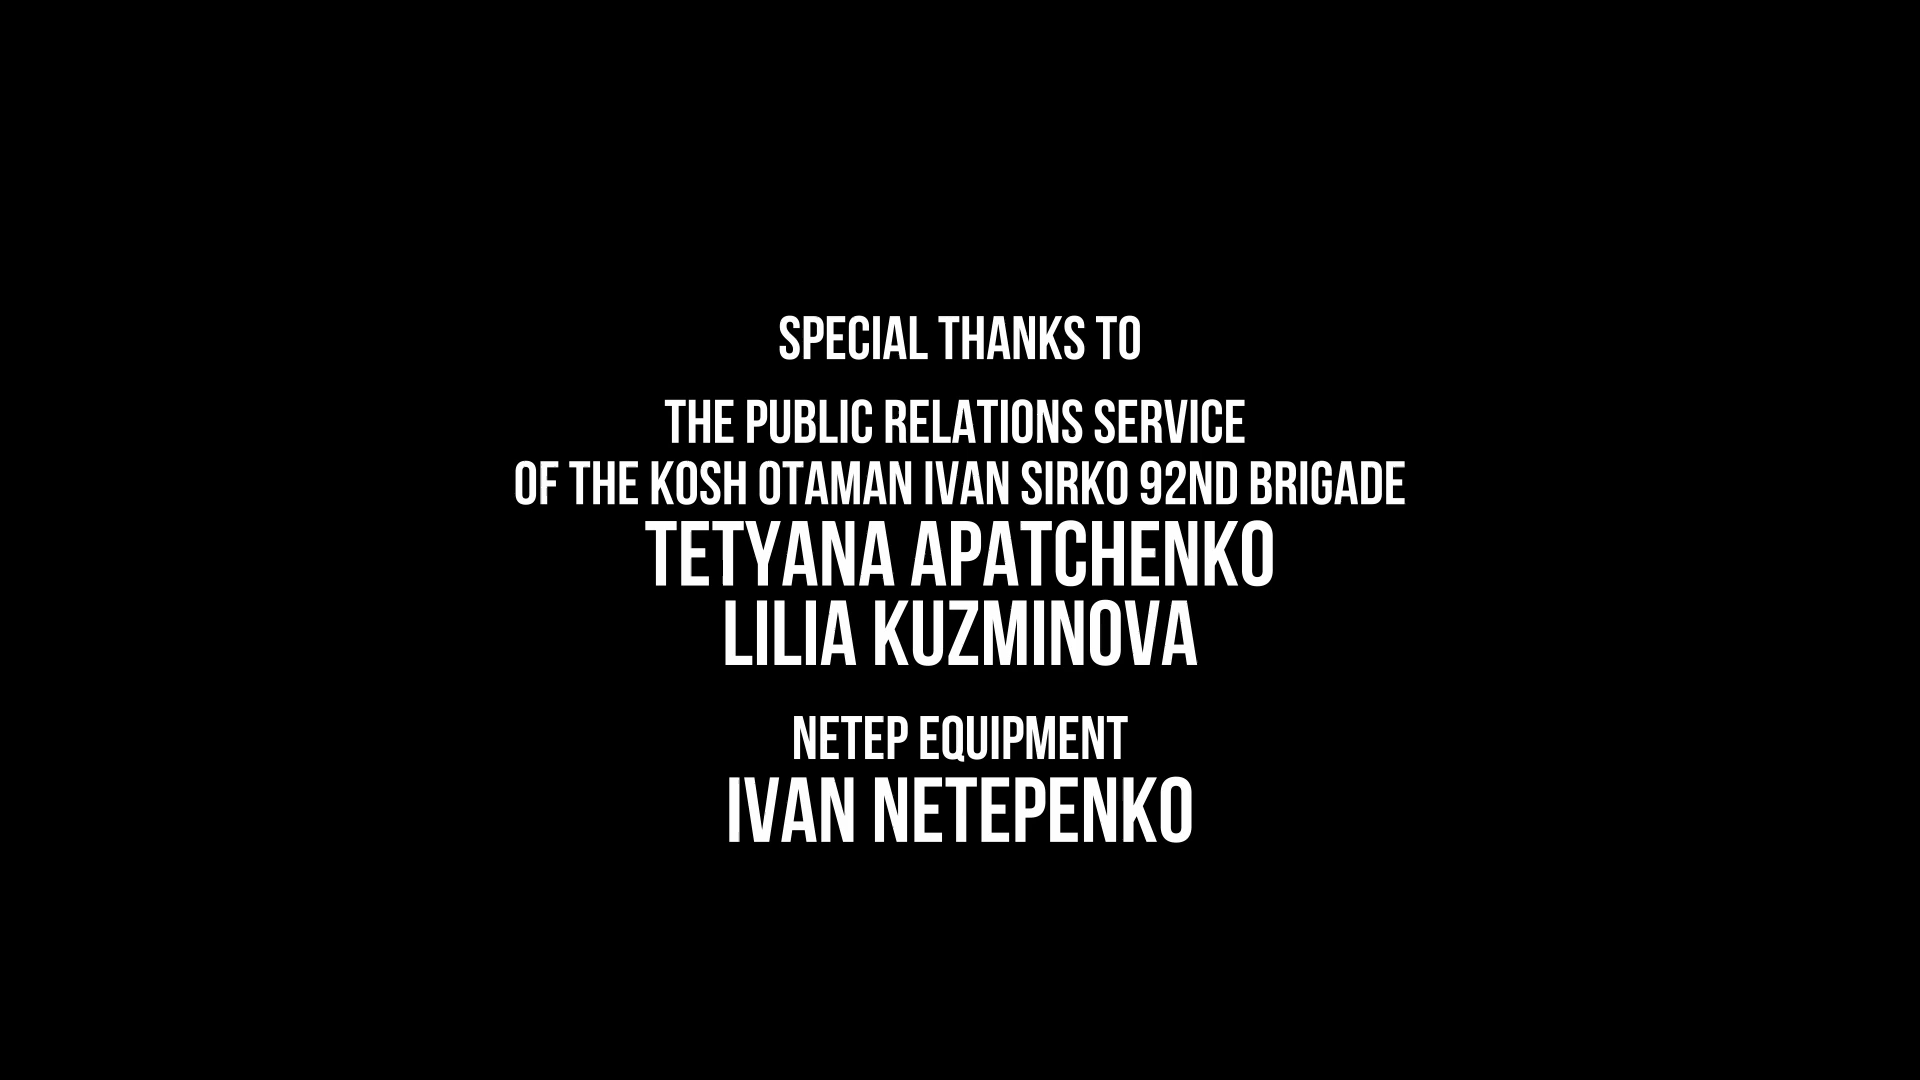 SPECIAL THANKS TO
THE PUBLIC RELATIONS SERVICE
OF THE KOSH OTAMAN IVAN SIRKO 92ND BRIGADE
TETYANA APATCHENKO
LILIA KUZMINOVA
NETEP EQUIPMENT
IVAN NETEPENKO